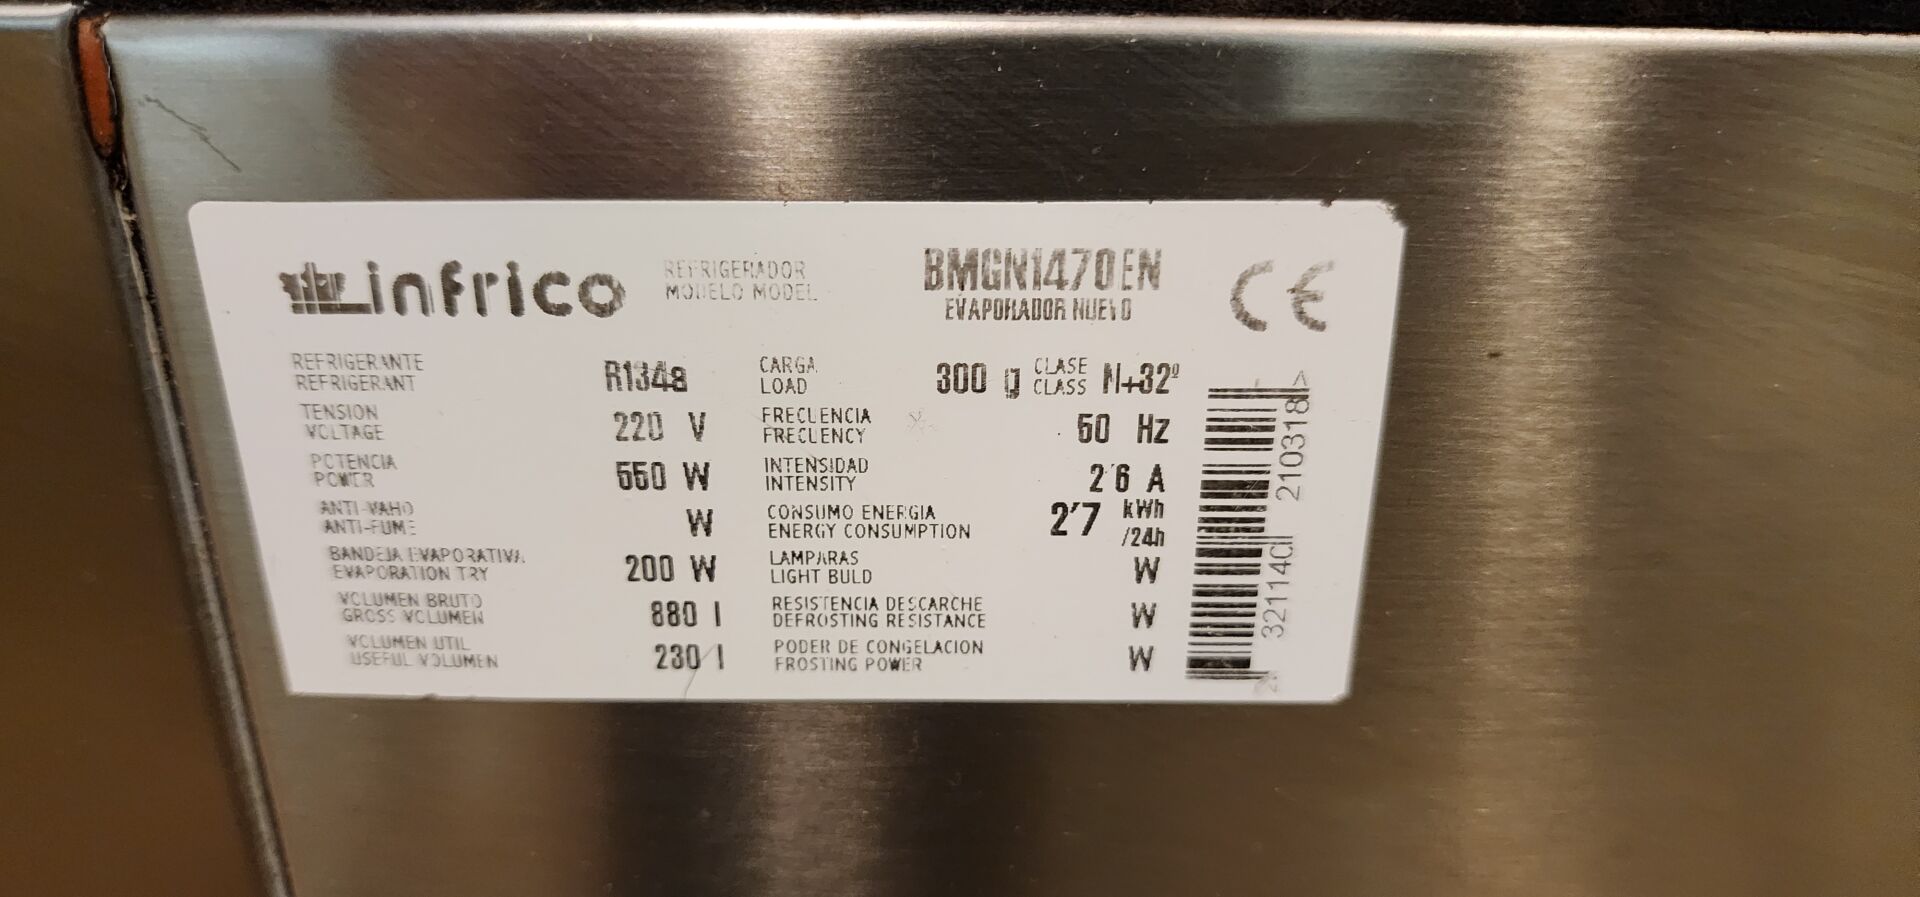 infrico
REFRIGERADOR
MODELO MODEL
BMGN1470EN
EVAPORADOR NUEVO
CE
REFRIGERANTE
REFRIGERANT
R134a
CARGA
LOAD
300 g
CLASE
CLASS
N+32º
TENSION
VOLTAGE
220 V
FRECUENCIA
FRECUENCY
50 Hz
POTENCIA
POWER
550 W
INTENSIDAD
INTENSITY
2'6 A
ANTI-VAHO
ANTI-FUME
W
CONSUMO ENERGIA
ENERGY CONSUMPTION
2'7 kWh
/24h
BANDEJA EVAPORATIVA
EVAPORATION TRY
200 W
LAMPARAS
LIGHT BULD
W
VOLUMEN BRUTO
GROSS VOLUMEN
880 l
RESISTENCIA DESCARCHE
DEFROSTING RESISTANCE
W
VOLUMEN UTIL
USEFUL VOLUMEN
230 l
PODER DE CONGELACION
FROSTING POWER
W
210318